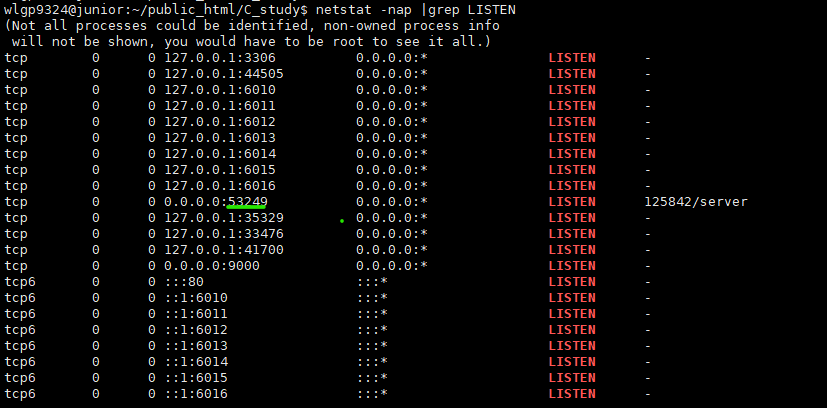 wlgp9324@junior:~/public_html/C_study$ netstat -nap |grep LISTEN
(Not all processes could be identified, non-owned process info
 will not be shown, you would have to be root to see it all.)
tcp        0      0 127.0.0.1:3306          0.0.0.0:*               LISTEN      -
tcp        0      0 127.0.0.1:44505         0.0.0.0:*               LISTEN      -
tcp        0      0 127.0.0.1:6010          0.0.0.0:*               LISTEN      -
tcp        0      0 127.0.0.1:6011          0.0.0.0:*               LISTEN      -
tcp        0      0 127.0.0.1:6012          0.0.0.0:*               LISTEN      -
tcp        0      0 127.0.0.1:6013          0.0.0.0:*               LISTEN      -
tcp        0      0 127.0.0.1:6014          0.0.0.0:*               LISTEN      -
tcp        0      0 127.0.0.1:6015          0.0.0.0:*               LISTEN      -
tcp        0      0 127.0.0.1:6016          0.0.0.0:*               LISTEN      -
tcp        0      0 0.0.0.0:53249           0.0.0.0:*               LISTEN      125842/server
tcp        0      0 127.0.0.1:35329         0.0.0.0:*               LISTEN      -
tcp        0      0 127.0.0.1:33476         0.0.0.0:*               LISTEN      -
tcp        0      0 127.0.0.1:41700         0.0.0.0:*               LISTEN      -
tcp        0      0 0.0.0.0:9000            0.0.0.0:*               LISTEN      -
tcp6       0      0 :::80                   :::*                    LISTEN      -
tcp6       0      0 ::1:6010                :::*                    LISTEN      -
tcp6       0      0 ::1:6011                :::*                    LISTEN      -
tcp6       0      0 ::1:6012                :::*                    LISTEN      -
tcp6       0      0 ::1:6013                :::*                    LISTEN      -
tcp6       0      0 ::1:6014                :::*                    LISTEN      -
tcp6       0      0 ::1:6015                :::*                    LISTEN      -
tcp6       0      0 ::1:6016                :::*                    LISTEN      -